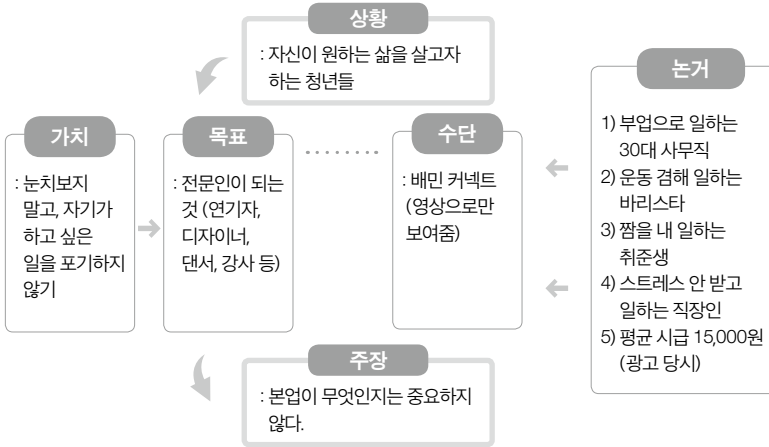 상황
: 자신이 원하는 삶을 살고자
하는 청년들
가치
: 눈치보지
말고, 자기가
하고 싶은
일을 포기하지
않기
목표
: 전문인이 되는
것 (연기자,
디자이너,
댄서, 강사 등)
수단
: 배민 커넥트
(영상으로만
보여줌)
논거
1) 부업으로 일하는
30대 사무직
2) 운동 겸해 일하는
바리스타
3) 짬을 내 일하는
취준생
4) 스트레스 안 받고
일하는 직장인
5) 평균 시급 15,000원
(광고 당시)
주장
: 본업이 무엇인지는 중요하지
않다.